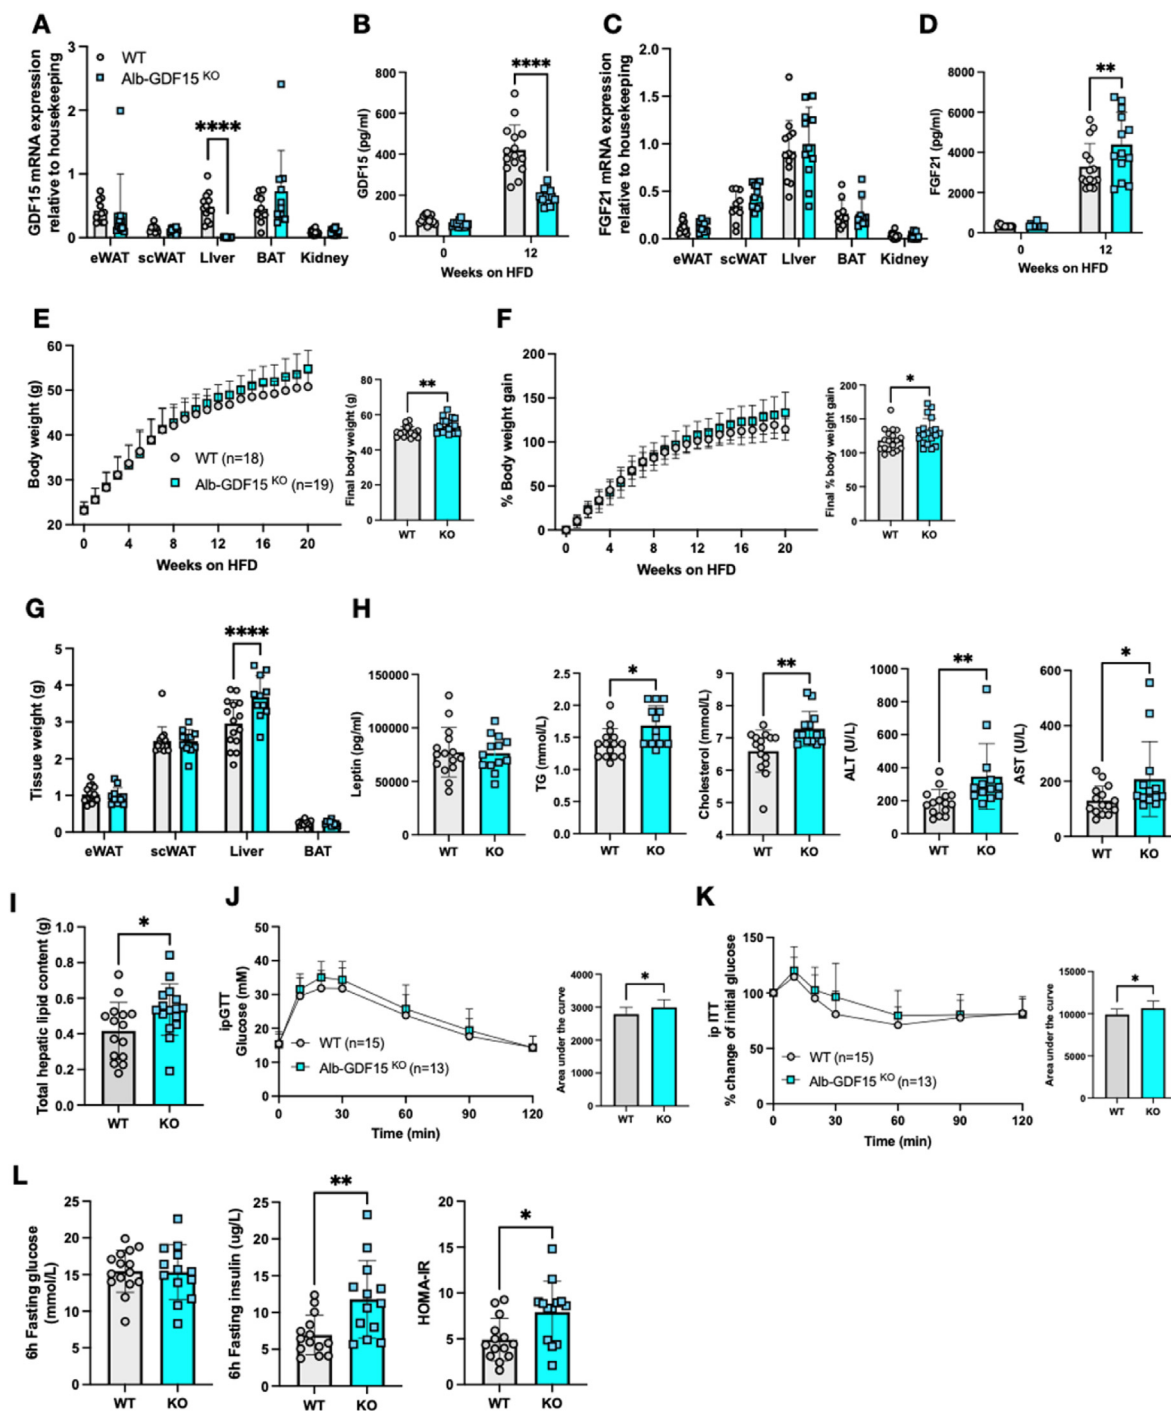 A
GDF15 mRNA expression
relative to housekeeping
3
2
1
0
WT
Alb-GDF15 KO
****
eWAT scWAT LIver BAT Kidney
B
GDF15 (pg/ml)
800
600
400
200
0
****
0 12
Weeks on HFD
C
FGF21 mRNA expression
relative to housekeeping
2.0
1.5
1.0
0.5
0.0
eWAT scWAT LIver BAT Kidney
D
FGF21 (pg/ml)
8000
6000
4000
2000
0
**
0 12
Weeks on HFD
E
Body weight (g)
60
50
40
30
20
WT (n=18)
Alb-GDF15 KO (n=19)
0 4 8 12 16 20
Weeks on HFD
Final body weight (g)
80
60
40
20
0
**
WT KO
F
% Body weight gain
200
150
100
50
0
0 4 8 12 16 20
Weeks on HFD
Final % body weight gain
200
150
100
50
0
*
WT KO
G
Tissue weight (g)
5
4
3
2
1
0
****
eWAT scWAT Liver BAT
H
Leptin (pg/ml)
150000
100000
50000
0
WT KO
TG (mmol/L)
2.5
2.0
1.5
1.0
0.5
0.0
*
WT KO
Cholesterol (mmol/L)
9
8
7
6
5
4
**
WT KO
ALT (U/L)
1000
800
600
400
200
0
**
WT KO
AST (U/L)
600
400
200
0
*
WT KO
I
Total hepatic lipid content (g)
1.0
0.8
0.6
0.4
0.2
0.0
*
WT KO
J
ipGTT
Glucose (mM)
50
40
30
20
10
0
WT (n=15)
Alb-GDF15 KO (n=13)
0 30 60 90 120
Time (min)
Area under the curve
4000
3000
2000
1000
0
*
WT KO
K
ip ITT
% change of initial glucose
150
100
50
0
WT (n=15)
Alb-GDF15 KO (n=13)
0 30 60 90 120
Time (min)
Area under the curve
15000
10000
5000
0
*
WT KO
L
6h Fasting glucose
(mmol/L)
25
20
15
10
5
0
WT KO
6h Fasting insulin (ug/L)
25
20
15
10
5
0
**
WT KO
HOMA-IR
20
15
10
5
0
*
WT KO